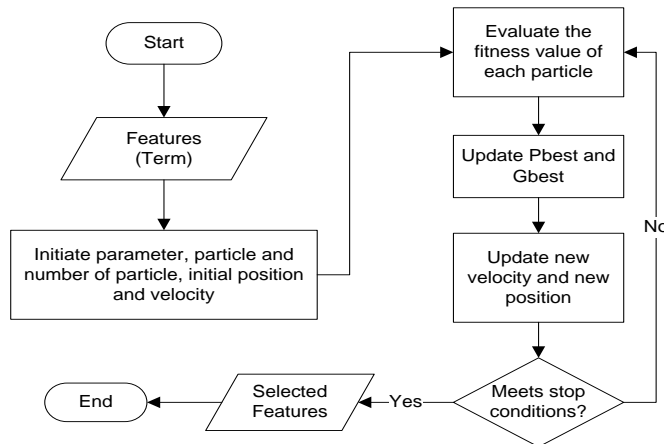 Start
Features
(Term)
Initiate parameter, particle and
number of particle, initial position
and velocity
Evaluate the
fitness value of
each particle
Update Pbest and
Gbest
Update new
velocity and new
position
Meets stop
conditions?
No
Yes
Selected
Features
End